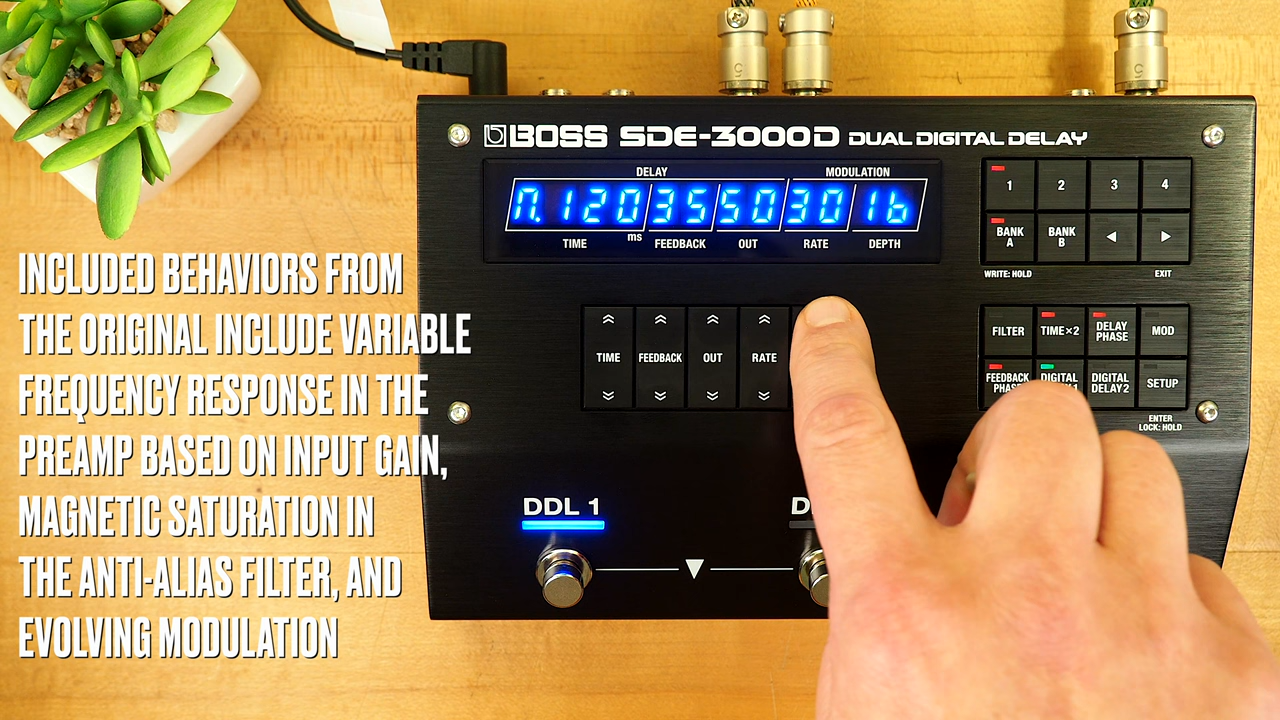 BOSS SDE-3000D DUAL DIGITAL DELAY
DELAY MODULATION
0.120 35 50 30 16
TIME ms FEEDBACK OUT RATE DEPTH
1 2 3 4
BANK A BANK B
WRITE: HOLD EXIT
TIME FEEDBACK OUT RATE
FILTER TIME×2 DELAY PHASE MOD
FEEDBACK DIGITAL DIGITAL DELAY2 SETUP
ENTER
LOCK: HOLD
DDL 1
INCLUDED BEHAVIORS FROM
THE ORIGINAL INCLUDE VARIABLE
FREQUENCY RESPONSE IN THE
PREAMP BASED ON INPUT GAIN,
MAGNETIC SATURATION IN
THE ANTI-ALIAS FILTER, AND
EVOLVING MODULATION